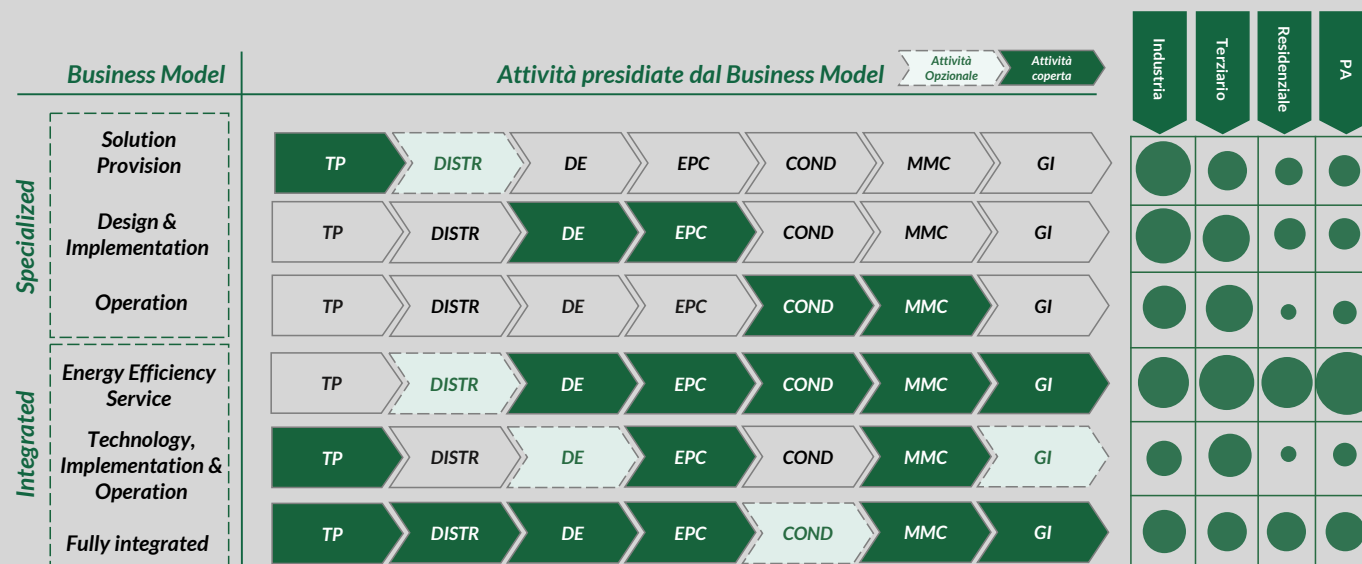 Business Model
Attività presidiate dal Business Model
Attività
Opzionale
Attività
coperta
Industria
Terziario
Residenziale
PA
Specialized
Solution
Provision
TP
DISTR
DE
EPC
COND
MMC
GI
Design &
Implementation
TP
DISTR
DE
EPC
COND
MMC
GI
Operation
TP
DISTR
DE
EPC
COND
MMC
GI
Integrated
Energy Efficiency
Service
TP
DISTR
DE
EPC
COND
MMC
GI
Technology,
Implementation &
Operation
TP
DISTR
DE
EPC
COND
MMC
GI
Fully integrated
TP
DISTR
DE
EPC
COND
MMC
GI